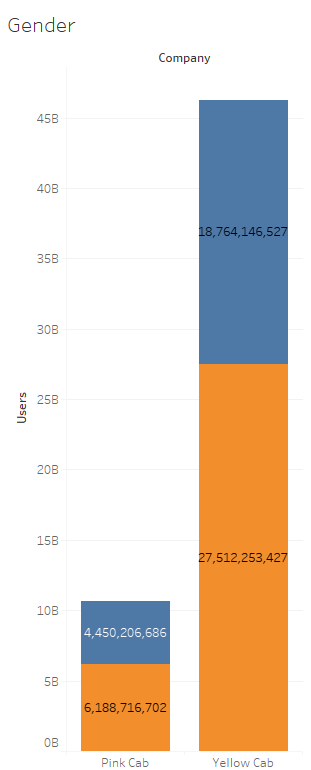 Gender
Company
45B
40B
35B
30B
25B
20B
15B
10B
5B
0B
Users
18,764,146,527
27,512,253,427
4,450,206,686
6,188,716,702
Pink Cab
Yellow Cab